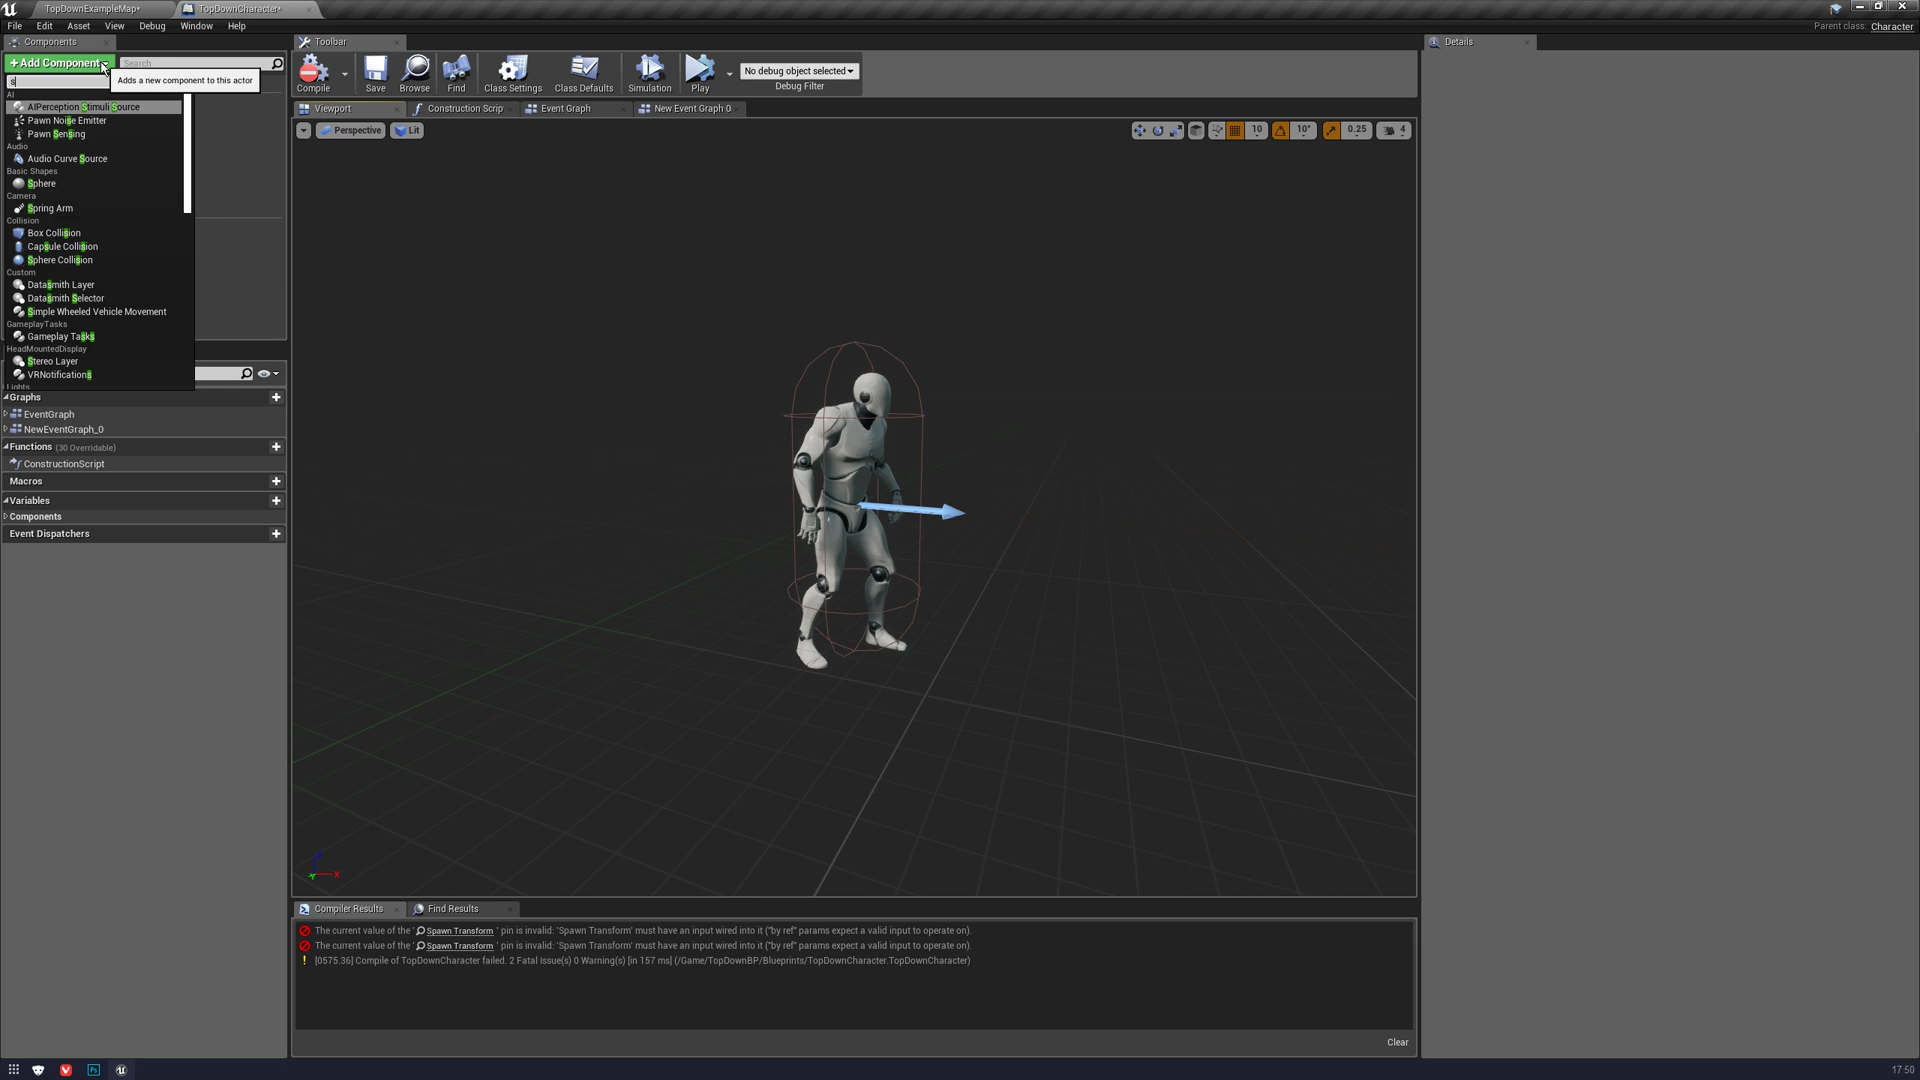 TopDownExampleMap*
TopDownCharacter*
File Edit Asset View Debug Window Help
Parent class: Character
Components
Toolbar
Details
+Add Component
Search
s
Adds a new component to this actor
AI
AIPerception Stimuli Source
Pawn Noise Emitter
Pawn Sensing
Audio
Audio Curve Source
Basic Shapes
Sphere
Camera
Spring Arm
Collision
Box Collision
Capsule Collision
Sphere Collision
Custom
Datasmith Layer
Datasmith Selector
Simple Wheeled Vehicle Movement
GameplayTasks
Gameplay Tasks
HeadMountedDisplay
Stereo Layer
VRNotifications
Lights
Graphs
EventGraph
NewEventGraph_0
Functions (30 Overridable)
ConstructionScript
Macros
Variables
Components
Event Dispatchers
Compile
Save
Browse
Find
Class Settings
Class Defaults
Simulation
Play
No debug object selected
Debug Filter
Viewport
Construction Scrip
Event Graph
New Event Graph 0
Perspective
Lit
10
10°
0.25
4
X
Compiler Results
Find Results
The current value of the ' Spawn Transform ' pin is invalid: 'Spawn Transform' must have an input wired into it ("by ref" params expect a valid input to operate on).
The current value of the ' Spawn Transform ' pin is invalid: 'Spawn Transform' must have an input wired into it ("by ref" params expect a valid input to operate on).
[0575.36] Compile of TopDownCharacter failed. 2 Fatal Issue(s) 0 Warning(s) [in 157 ms] (/Game/TopDownBP/Blueprints/TopDownCharacter.TopDownCharacter)
Clear
Ps
17 50